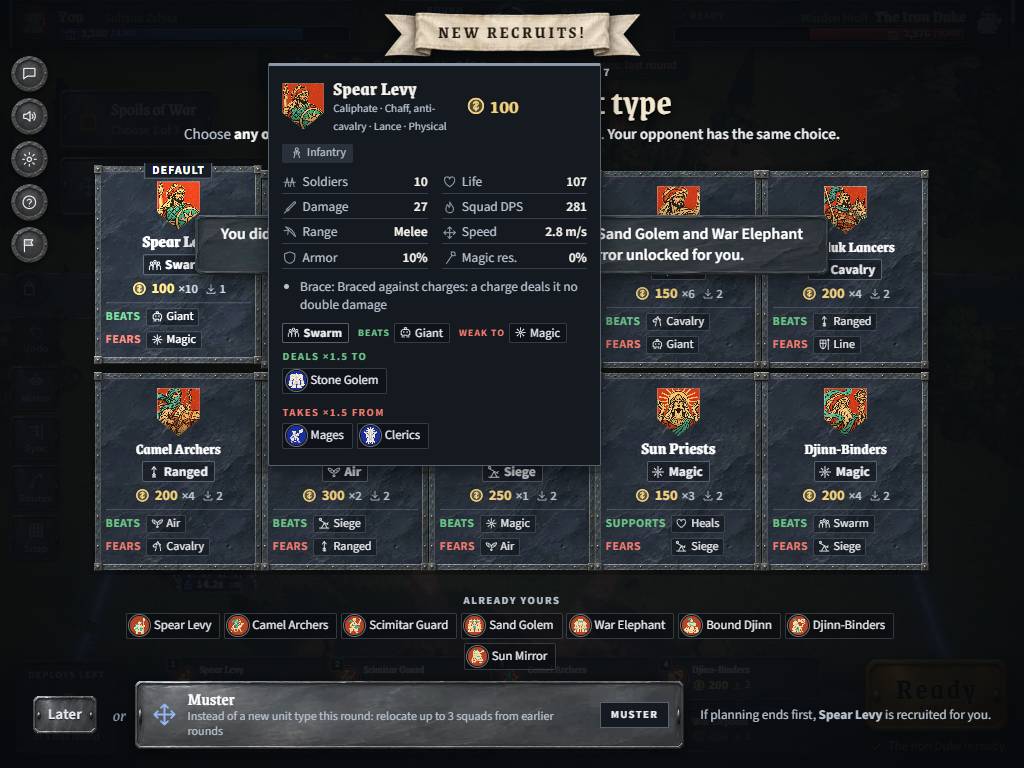 NEW RECRUITS!
7
t type
Choose any o
. Your opponent has the same choice.
Spear Levy
Caliphate · Chaff, anti-
cavalry · Lance · Physical
100
Infantry
Soldiers 10
Life 107
Damage 27
Squad DPS 281
Range Melee
Speed 2.8 m/s
Armor 10%
Magic res. 0%
Brace: Braced against charges: a charge deals it no
double damage
Swarm BEATS Giant WEAK TO Magic
DEALS ×1.5 TO
Stone Golem
TAKES ×1.5 FROM
Mages Clerics
DEFAULT
Spear Le
Swar
100 ×10 1
BEATS Giant
FEARS Magic
You did
Sand Golem and War Elephant
ror unlocked for you.
150 ×6 2
BEATS Cavalry
FEARS Giant
luk Lancers
Cavalry
200 ×4 2
BEATS Ranged
FEARS Line
Camel Archers
Ranged
200 ×4 2
BEATS Air
FEARS Cavalry
Air
300 ×2 2
BEATS Siege
FEARS Ranged
Siege
250 ×1 2
BEATS Magic
FEARS Air
Sun Priests
Magic
150 ×3 2
SUPPORTS Heals
FEARS Siege
Djinn-Binders
Magic
200 ×4 2
BEATS Swarm
FEARS Siege
ALREADY YOURS
Spear Levy Camel Archers Scimitar Guard Sand Golem War Elephant Bound Djinn Djinn-Binders
Sun Mirror
Later or
Muster
Instead of a new unit type this round: relocate up to 3 squads from earlier
rounds
MUSTER
If planning ends first, Spear Levy is recruited for you.
Ready